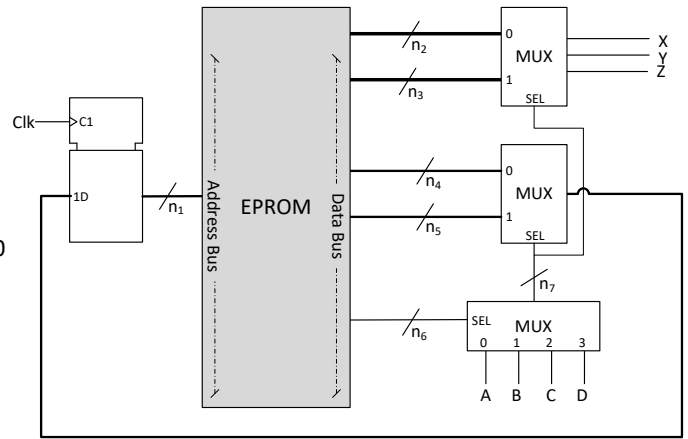 n2
0
MUX
X
Y
Z
n3
1
SEL
Clk
C1
1D
n1
Address Bus
EPROM
Data Bus
n4
0
MUX
n5
1
SEL
0
n7
n6
SEL
MUX
0 1 2 3
A B C D